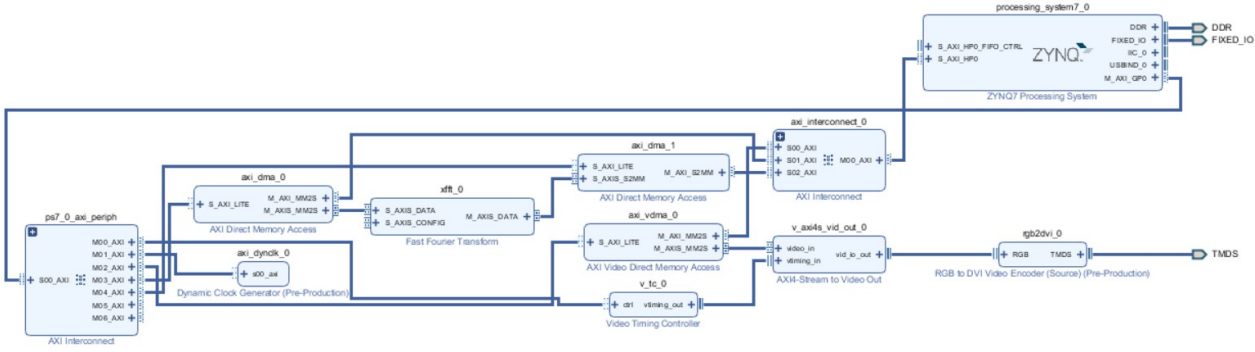 processing_system7_0
S_AXI_HP0_FIFO_CTRL
S_AXI_HP0
ZYNQ
DDR
FIXED_IO
IIC_0
USBIND_0
M_AXI_GP0
ZYNQ7 Processing System
DDR
FIXED_IO
axi_interconnect_0
S00_AXI
S01_AXI
S02_AXI
M00_AXI
AXI Interconnect
axi_dma_1
S_AXI_LITE
S_AXIS_S2MM
M_AXI_S2MM
AXI Direct Memory Access
axi_dma_0
S_AXI_LITE
M_AXI_MM2S
M_AXIS_MM2S
AXI Direct Memory Access
xfft_0
S_AXIS_DATA
S_AXIS_CONFIG
M_AXIS_DATA
Fast Fourier Transform
ps7_0_axi_periph
S00_AXI
M00_AXI
M01_AXI
M02_AXI
M03_AXI
M04_AXI
M05_AXI
M06_AXI
AXI Interconnect
axi_dynclk_0
s00_axi
Dynamic Clock Generator (Pre-Production)
axi_vdma_0
S_AXI_LITE
M_AXI_MM2S
M_AXIS_MM2S
AXI Video Direct Memory Access
v_tc_0
ctrl
vtiming_out
Video Timing Controller
v_axi4s_vid_out_0
video_in
vtiming_in
vid_io_out
AXI4-Stream to Video Out
rgb2dvi_0
RGB
TMDS
RGB to DVI Video Encoder (Source) (Pre-Production)
TMDS